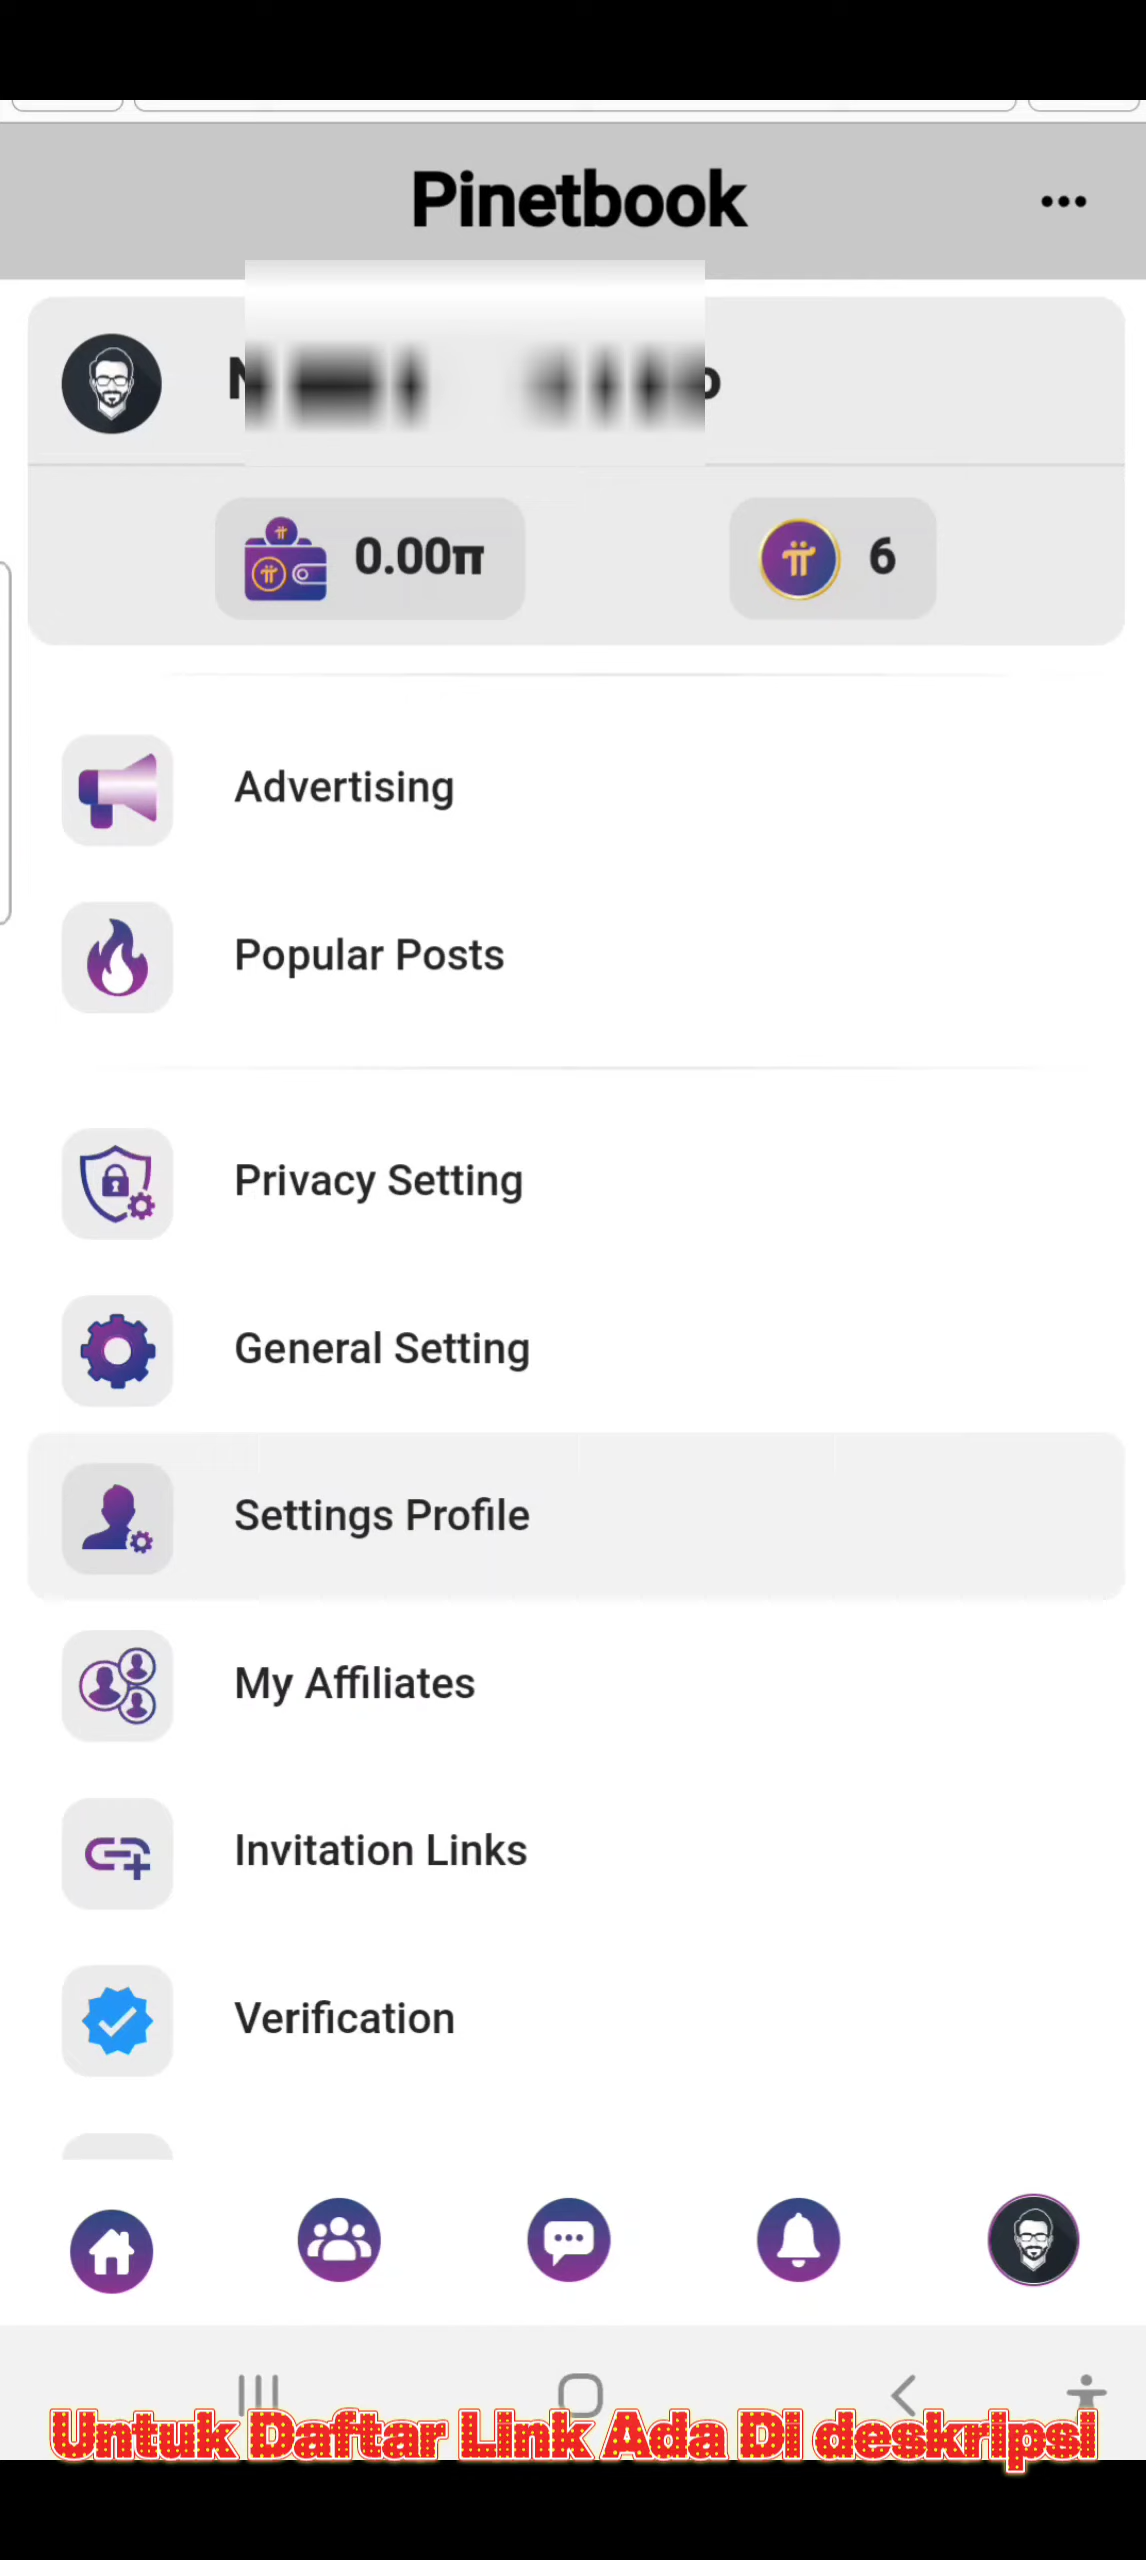 Pinetbook
0.00π
6
Advertising
Popular Posts
Privacy Setting
General Setting
Settings Profile
My Affiliates
Invitation Links
Verification
Untuk Daftar Link Ada Di deskripsi